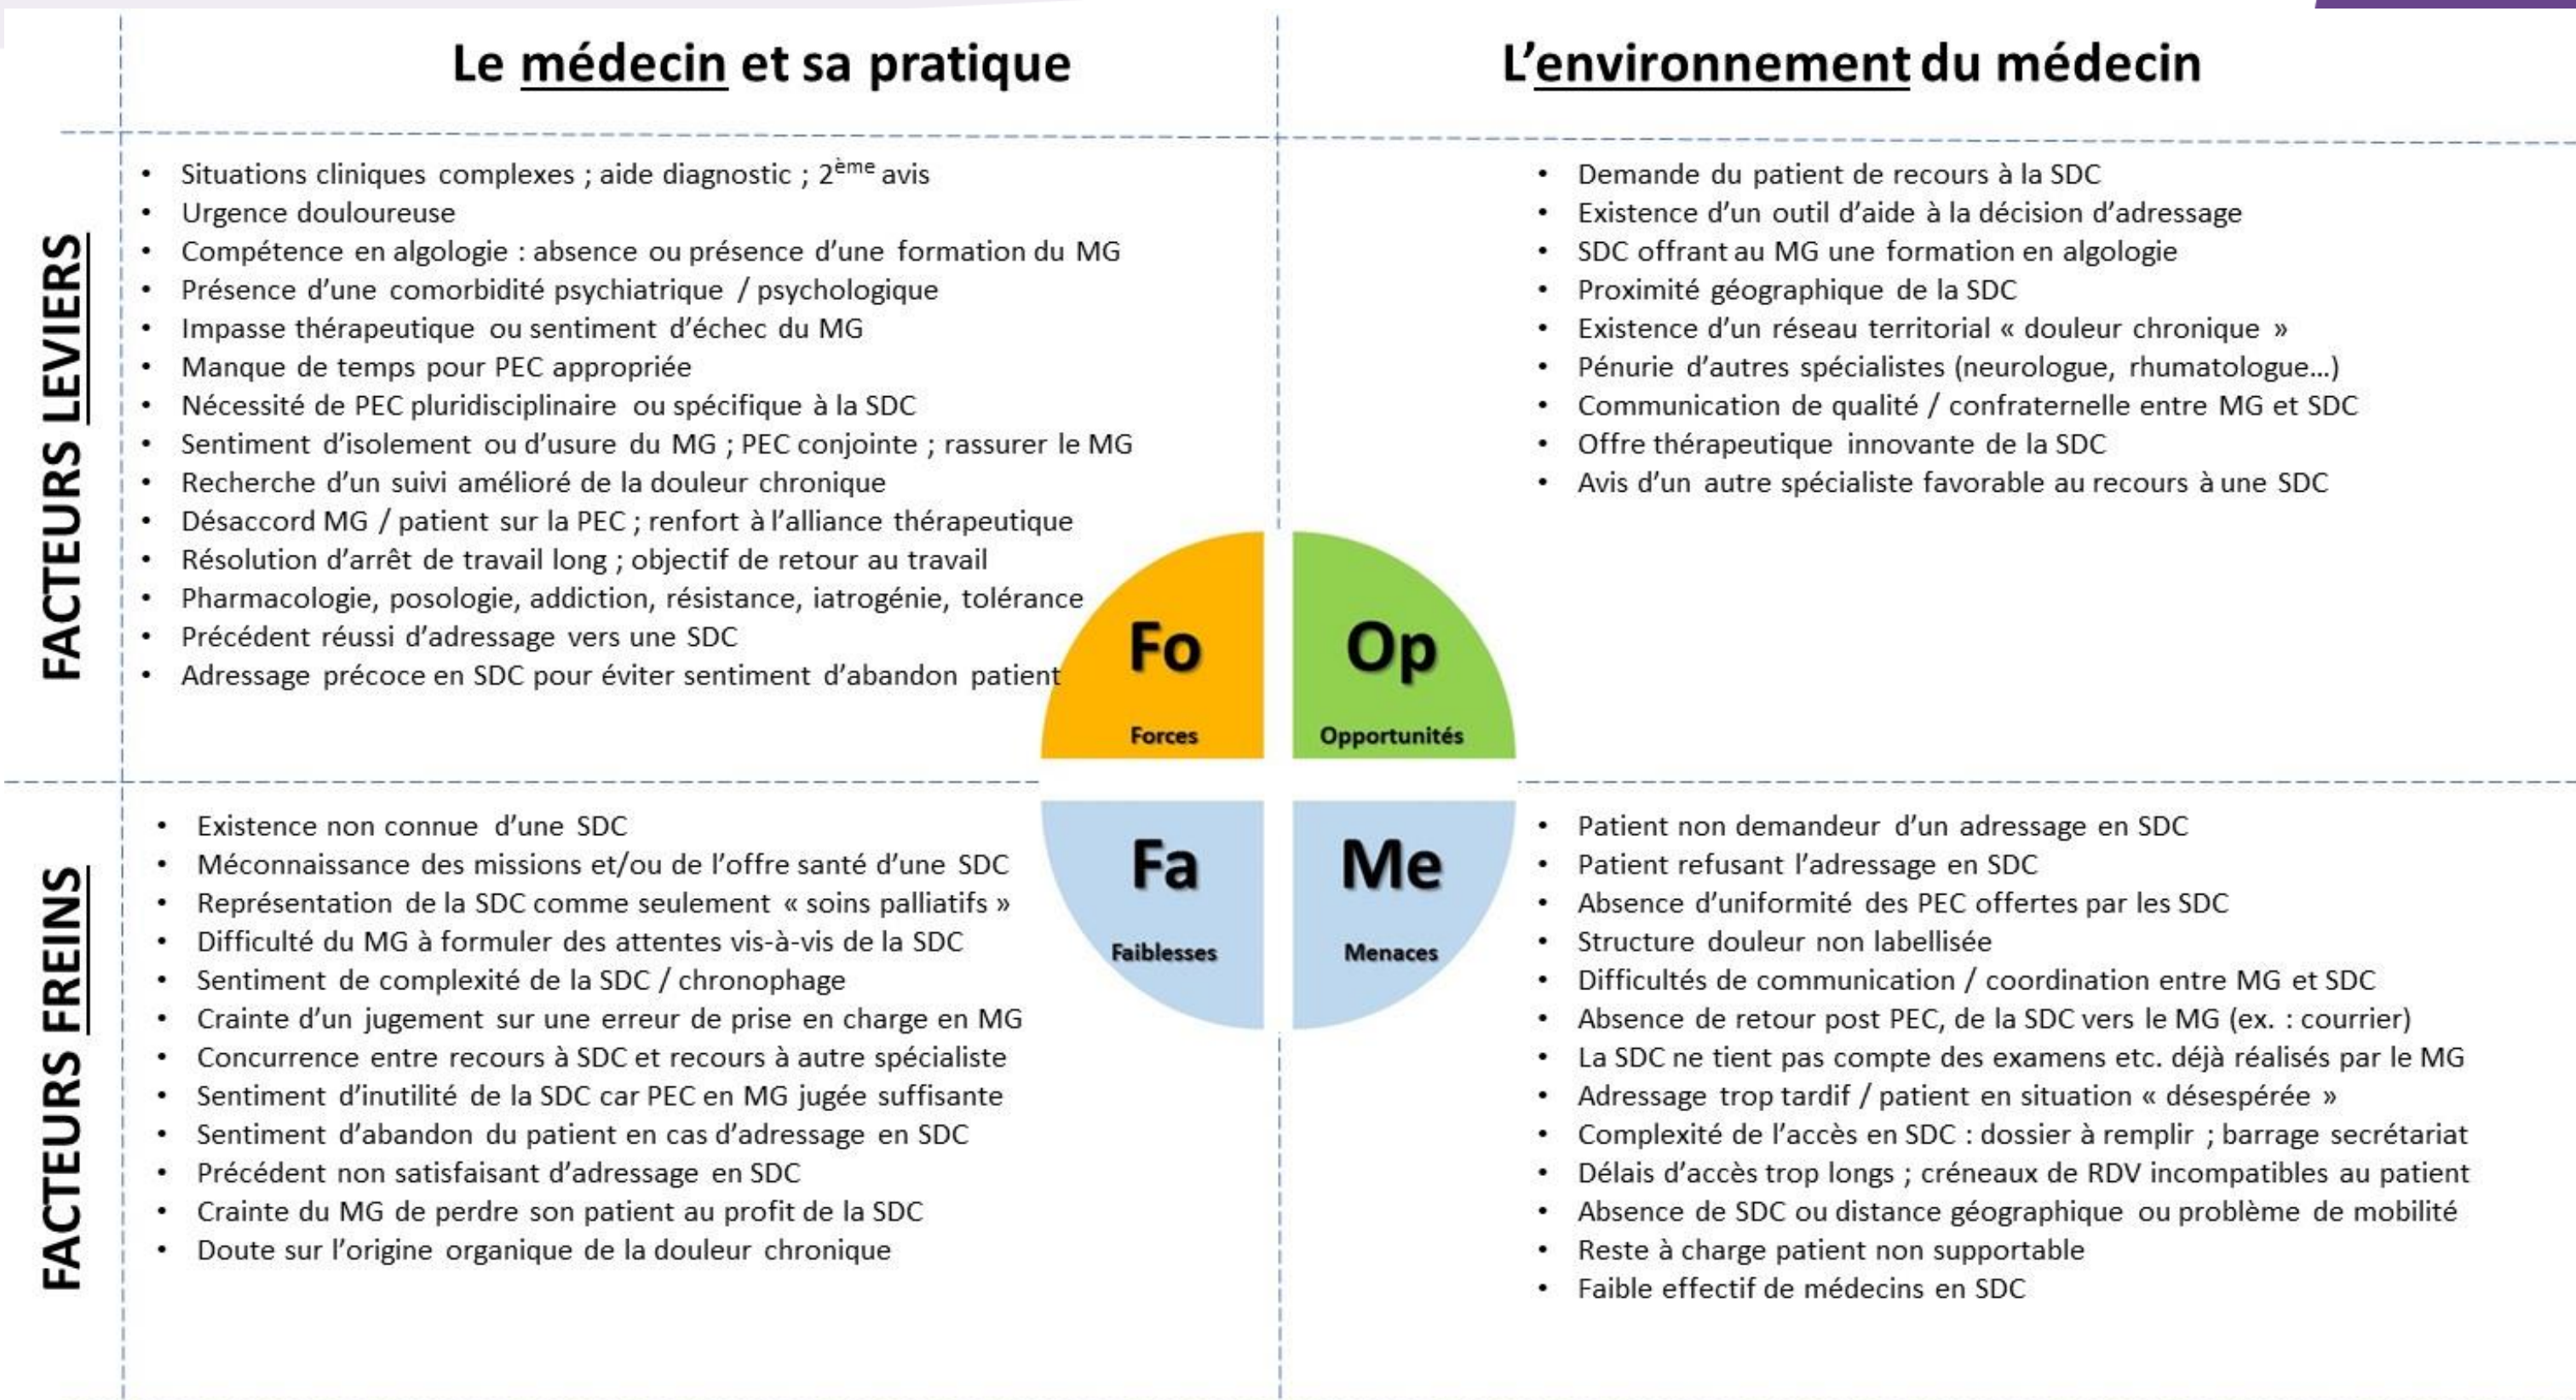 Le médecin et sa pratique
L'environnement du médecin
FACTEURS LEVIERS
• Situations cliniques complexes ; aide diagnostic ; 2ème avis
• Urgence douloureuse
• Compétence en algologie : absence ou présence d'une formation du MG
• Présence d'une comorbidité psychiatrique / psychologique
• Impasse thérapeutique ou sentiment d'échec du MG
• Manque de temps pour PEC appropriée
• Nécessité de PEC pluridisciplinaire ou spécifique à la SDC
• Sentiment d'isolement ou d'usure du MG ; PEC conjointe ; rassurer le MG
• Recherche d'un suivi amélioré de la douleur chronique
• Désaccord MG / patient sur la PEC ; renfort à l'alliance thérapeutique
• Résolution d'arrêt de travail long ; objectif de retour au travail
• Pharmacologie, posologie, addiction, résistance, iatrogénie, tolérance
• Précédent réussi d'adressage vers une SDC
• Adressage précoce en SDC pour éviter sentiment d'abandon patient
• Demande du patient de recours à la SDC
• Existence d'un outil d'aide à la décision d'adressage
• SDC offrant au MG une formation en algologie
• Proximité géographique de la SDC
• Existence d'un réseau territorial « douleur chronique »
• Pénurie d'autres spécialistes (neurologue, rhumatologue…)
• Communication de qualité / confraternelle entre MG et SDC
• Offre thérapeutique innovante de la SDC
• Avis d'un autre spécialiste favorable au recours à une SDC
Fo
Forces
Op
Opportunités
FACTEURS FREINS
• Existence non connue d'une SDC
• Méconnaissance des missions et/ou de l'offre santé d'une SDC
• Représentation de la SDC comme seulement « soins palliatifs »
• Difficulté du MG à formuler des attentes vis-à-vis de la SDC
• Sentiment de complexité de la SDC / chronophage
• Crainte d'un jugement sur une erreur de prise en charge en MG
• Concurrence entre recours à SDC et recours à autre spécialiste
• Sentiment d'inutilité de la SDC car PEC en MG jugée suffisante
• Sentiment d'abandon du patient en cas d'adressage en SDC
• Précédent non satisfaisant d'adressage en SDC
• Crainte du MG de perdre son patient au profit de la SDC
• Doute sur l'origine organique de la douleur chronique
Fa
Faiblesses
Me
Menaces
• Patient non demandeur d'un adressage en SDC
• Patient refusant l'adressage en SDC
• Absence d'uniformité des PEC offertes par les SDC
• Structure douleur non labellisée
• Difficultés de communication / coordination entre MG et SDC
• Absence de retour post PEC, de la SDC vers le MG (ex. : courrier)
• La SDC ne tient pas compte des examens etc. déjà réalisés par le MG
• Adressage trop tardif / patient en situation « désespérée »
• Complexité de l'accès en SDC : dossier à remplir ; barrage secrétariat
• Délais d'accès trop longs ; créneaux de RDV incompatibles au patient
• Absence de SDC ou distance géographique ou problème de mobilité
• Reste à charge patient non supportable
• Faible effectif de médecins en SDC